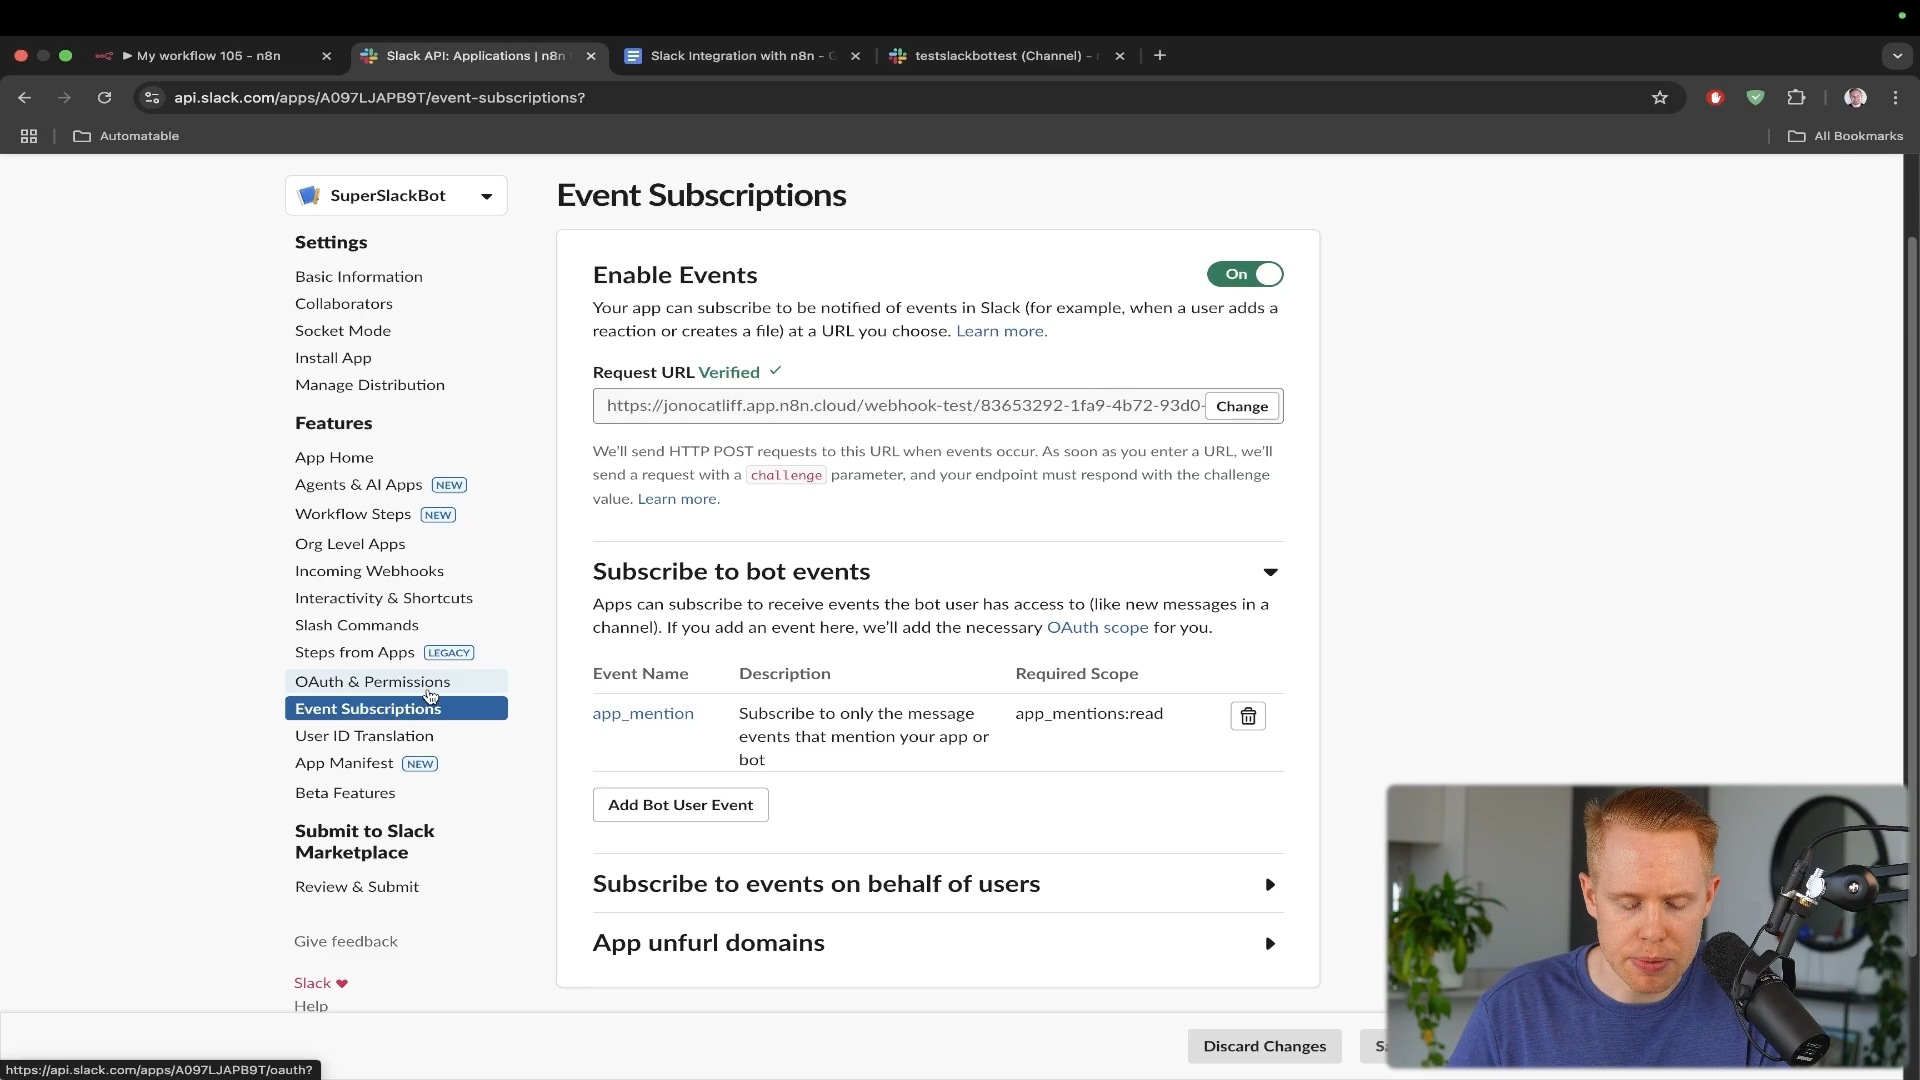 My workflow 105 - n8n
Slack API: Applications | n8n
Slack Integration with n8n - G
testslackbottest (Channel) -
api.slack.com/apps/A097LJAPB9T/event-subscriptions?
Automatable
All Bookmarks
SuperSlackBot
Settings
Basic Information
Collaborators
Socket Mode
Install App
Manage Distribution
Features
App Home
Agents & AI Apps NEW
Workflow Steps NEW
Org Level Apps
Incoming Webhooks
Interactivity & Shortcuts
Slash Commands
Steps from Apps LEGACY
OAuth & Permissions
Event Subscriptions
User ID Translation
App Manifest NEW
Beta Features
Submit to Slack
Marketplace
Review & Submit
Give feedback
Slack
Help
Event Subscriptions
Enable Events
On
Your app can subscribe to be notified of events in Slack (for example, when a user adds a
reaction or creates a file) at a URL you choose. Learn more.
Request URL Verified
https://jonocatliff.app.n8n.cloud/webhook-test/83653292-1fa9-4b72-93d0-
Change
We'll send HTTP POST requests to this URL when events occur. As soon as you enter a URL, we'll
send a request with a challenge parameter, and your endpoint must respond with the challenge
value. Learn more.
Subscribe to bot events
Apps can subscribe to receive events the bot user has access to (like new messages in a
channel). If you add an event here, we'll add the necessary OAuth scope for you.
Event Name Description Required Scope
app_mention Subscribe to only the message app_mentions:read
events that mention your app or
bot
Add Bot User Event
Subscribe to events on behalf of users
App unfurl domains
Discard Changes
https://api.slack.com/apps/A097LJAPB9T/oauth?